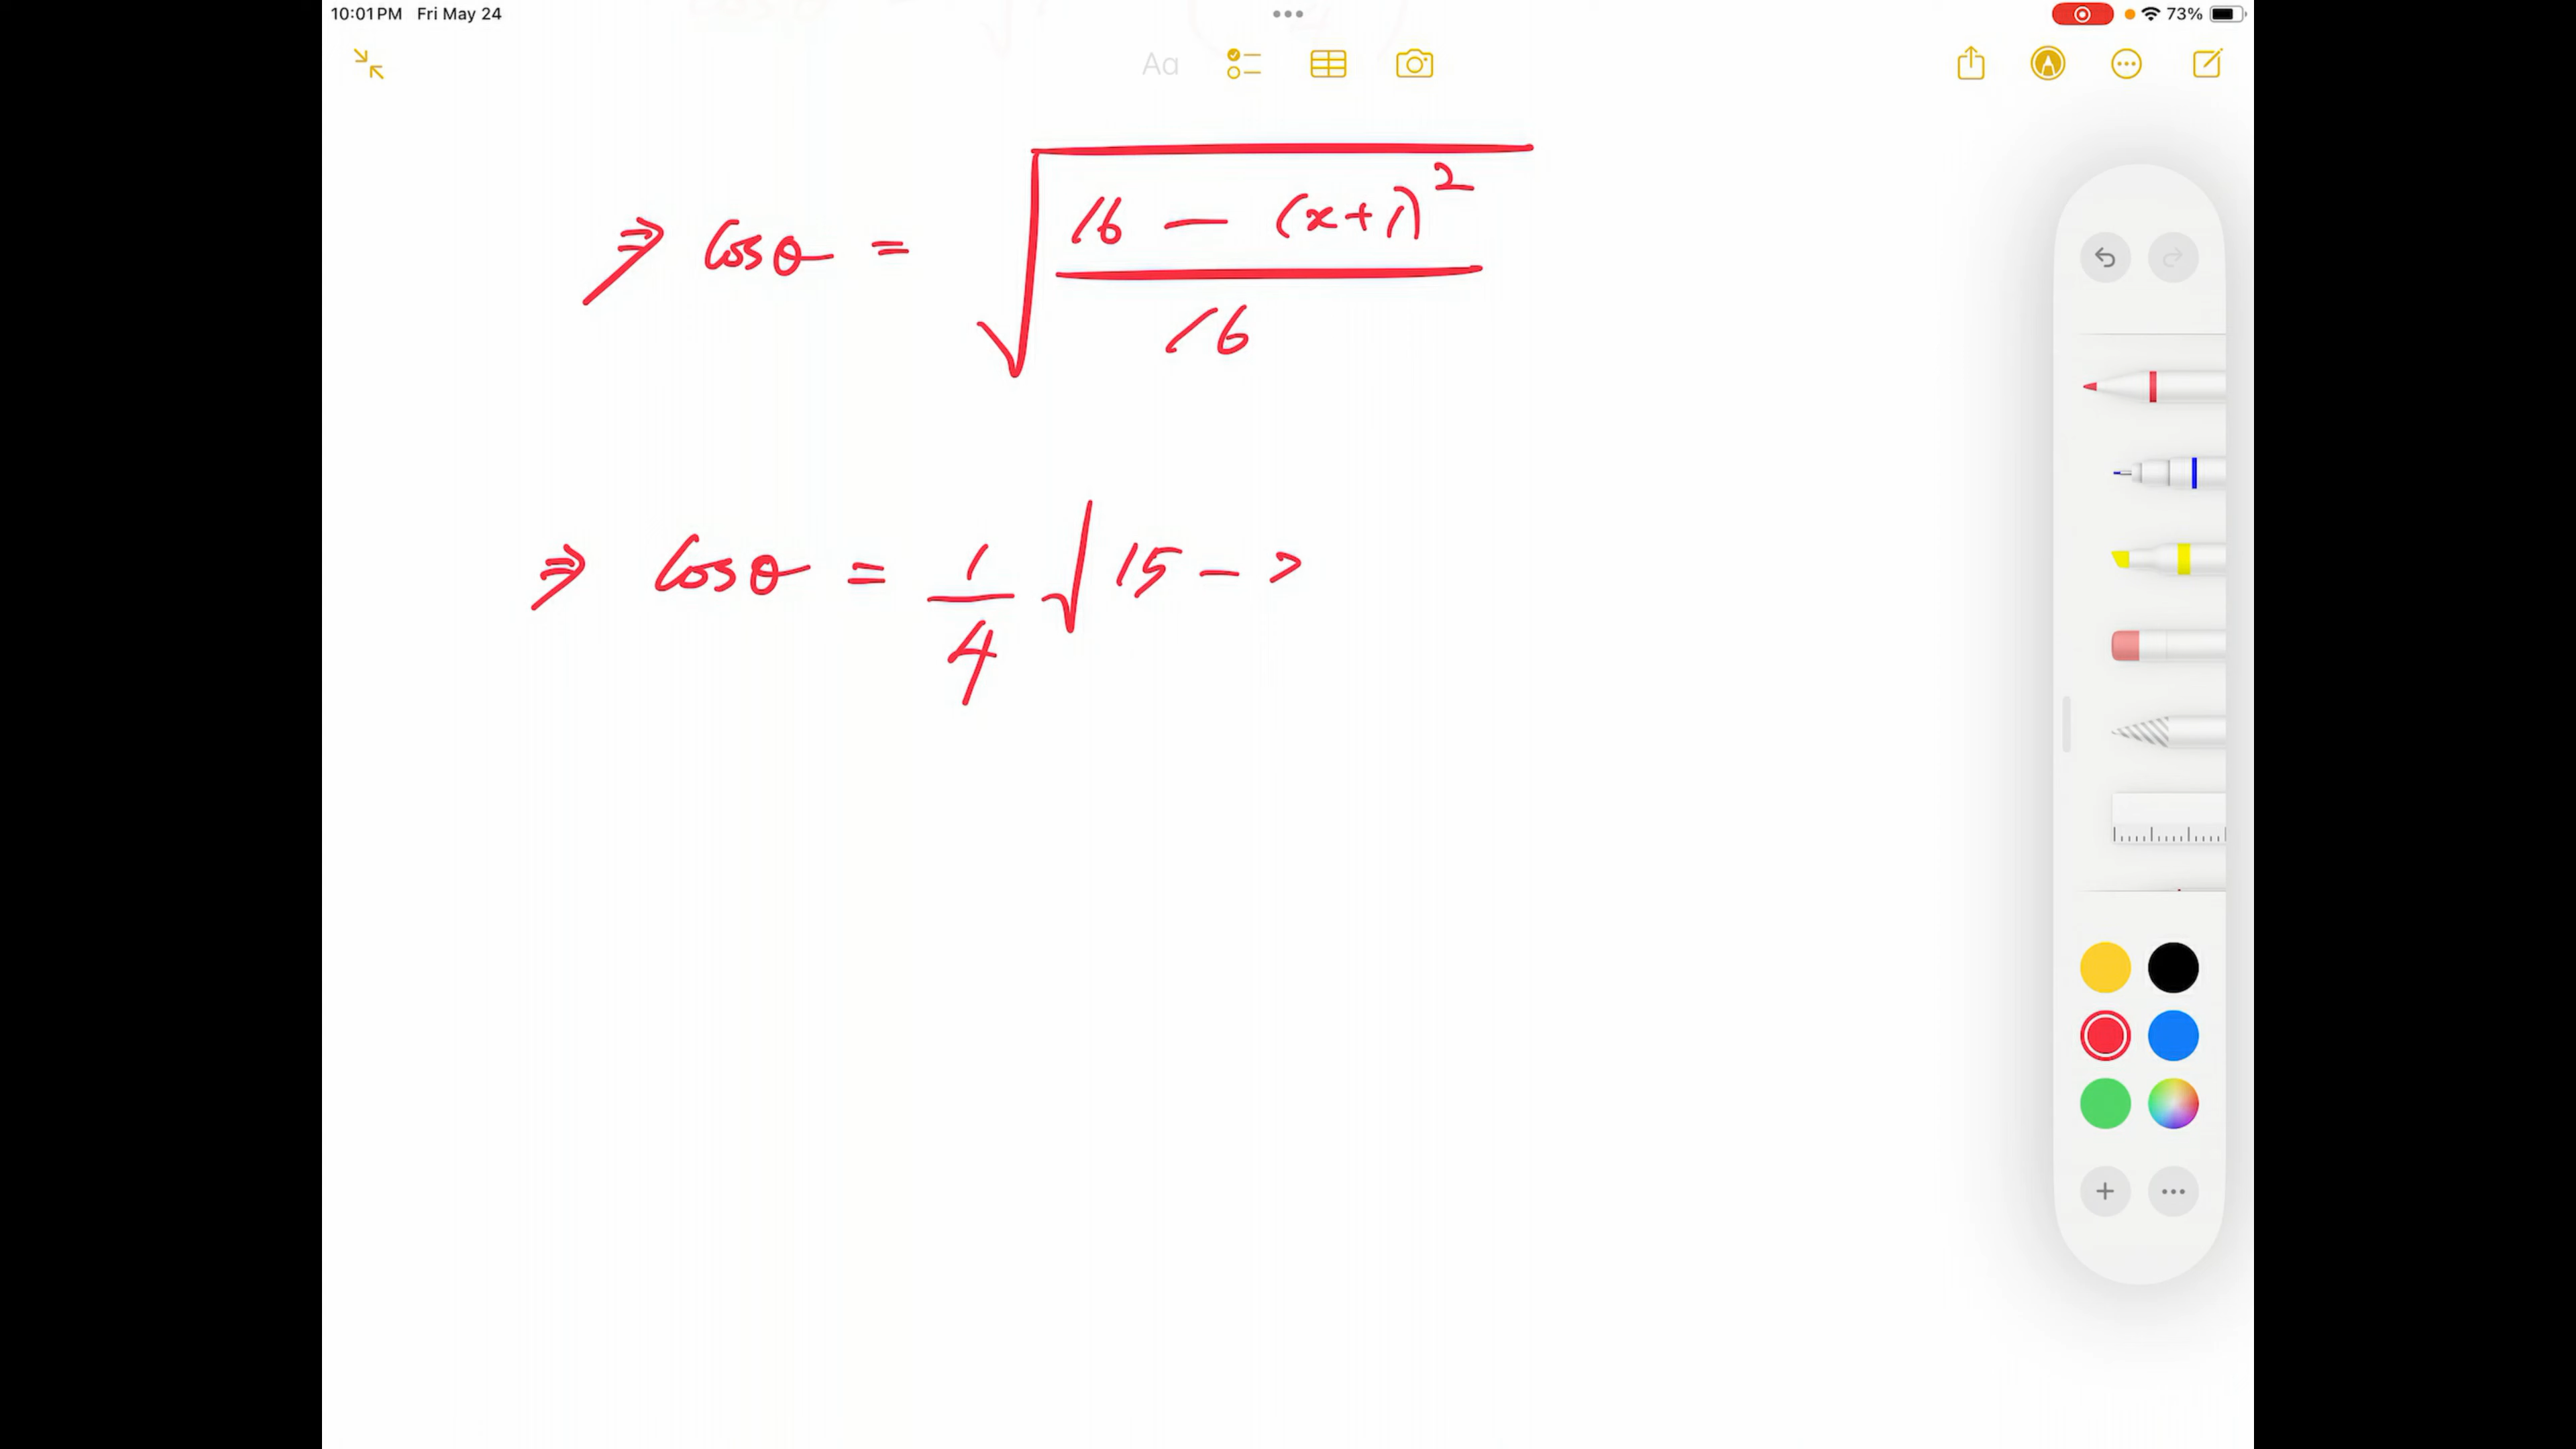 10:01 PM Fri May 24 73%
Aa
⇒ Cosθ = √((16 − (x+1)²)/16)
⇒ Cosθ = 1/4 √15 −